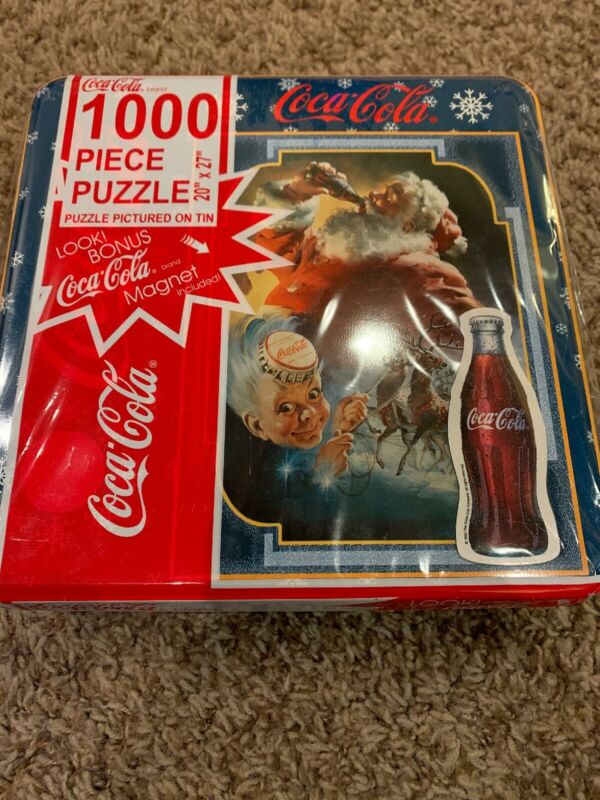 Coca-Cola brand
1000
PIECE
PUZZLE
20" x 27"
PUZZLE PICTURED ON TIN
LOOK!
BONUS
Coca-Cola® brand
Magnet
included!
Coca-Cola®
Coca-Cola®
Coca-Cola
Coca-Cola
Coca-Cola